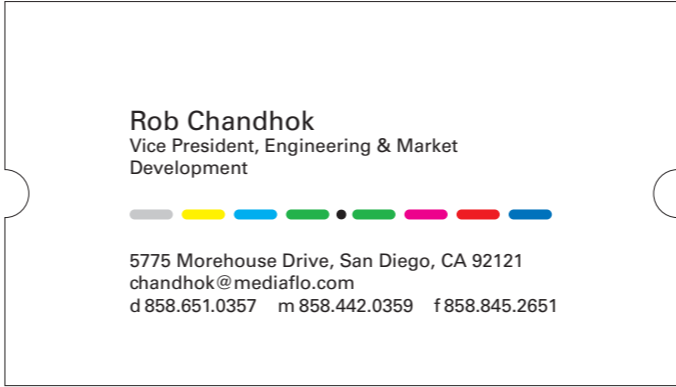 Rob Chandhok
Vice President, Engineering & Market
Development
5775 Morehouse Drive, San Diego, CA 92121
chandhok@mediaflo.com
d 858.651.0357 m 858.442.0359 f 858.845.2651